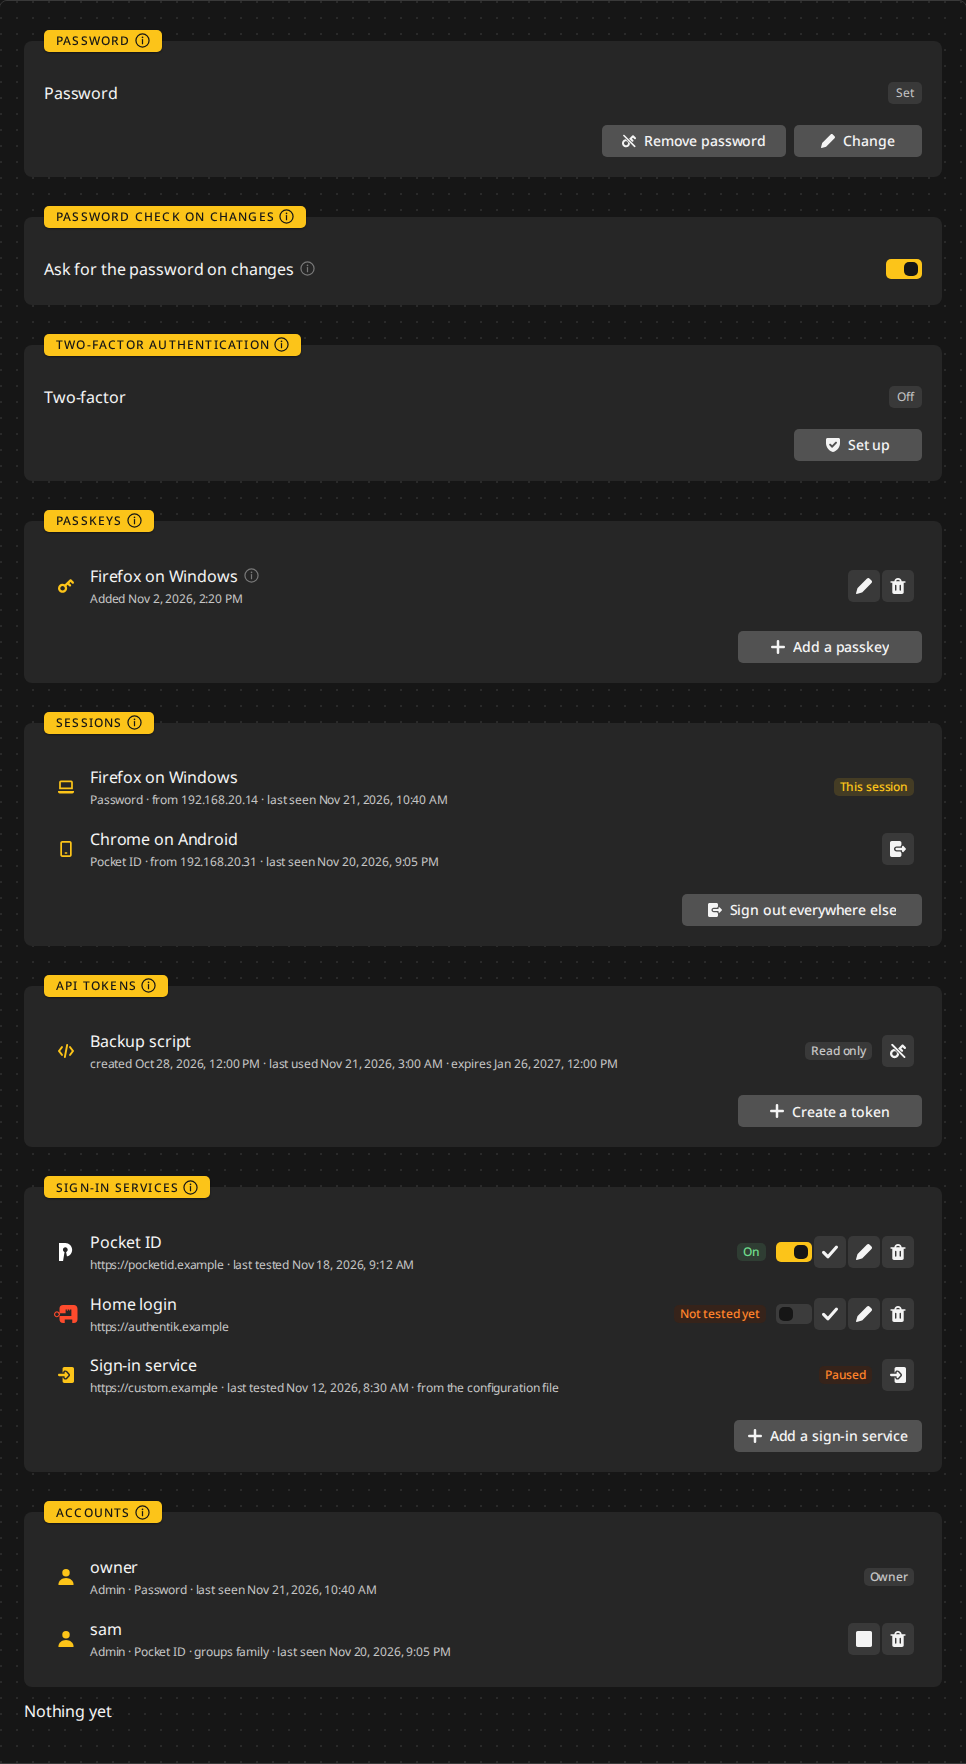 PASSWORD
Password
Set
Remove password
Change
PASSWORD CHECK ON CHANGES
Ask for the password on changes
TWO-FACTOR AUTHENTICATION
Two-factor
Off
Set up
PASSKEYS
Firefox on Windows
Added Nov 2, 2026, 2:20 PM
Add a passkey
SESSIONS
Firefox on Windows
Password · from 192.168.20.14 · last seen Nov 21, 2026, 10:40 AM
This session
Chrome on Android
Pocket ID · from 192.168.20.31 · last seen Nov 20, 2026, 9:05 PM
Sign out everywhere else
API TOKENS
Backup script
created Oct 28, 2026, 12:00 PM · last used Nov 21, 2026, 3:00 AM · expires Jan 26, 2027, 12:00 PM
Read only
Create a token
SIGN-IN SERVICES
Pocket ID
https://pocketid.example · last tested Nov 18, 2026, 9:12 AM
On
Home login
https://authentik.example
Not tested yet
Sign-in service
https://custom.example · last tested Nov 12, 2026, 8:30 AM · from the configuration file
Paused
Add a sign-in service
ACCOUNTS
owner
Admin · Password · last seen Nov 21, 2026, 10:40 AM
Owner
sam
Admin · Pocket ID · groups family · last seen Nov 20, 2026, 9:05 PM
Nothing yet